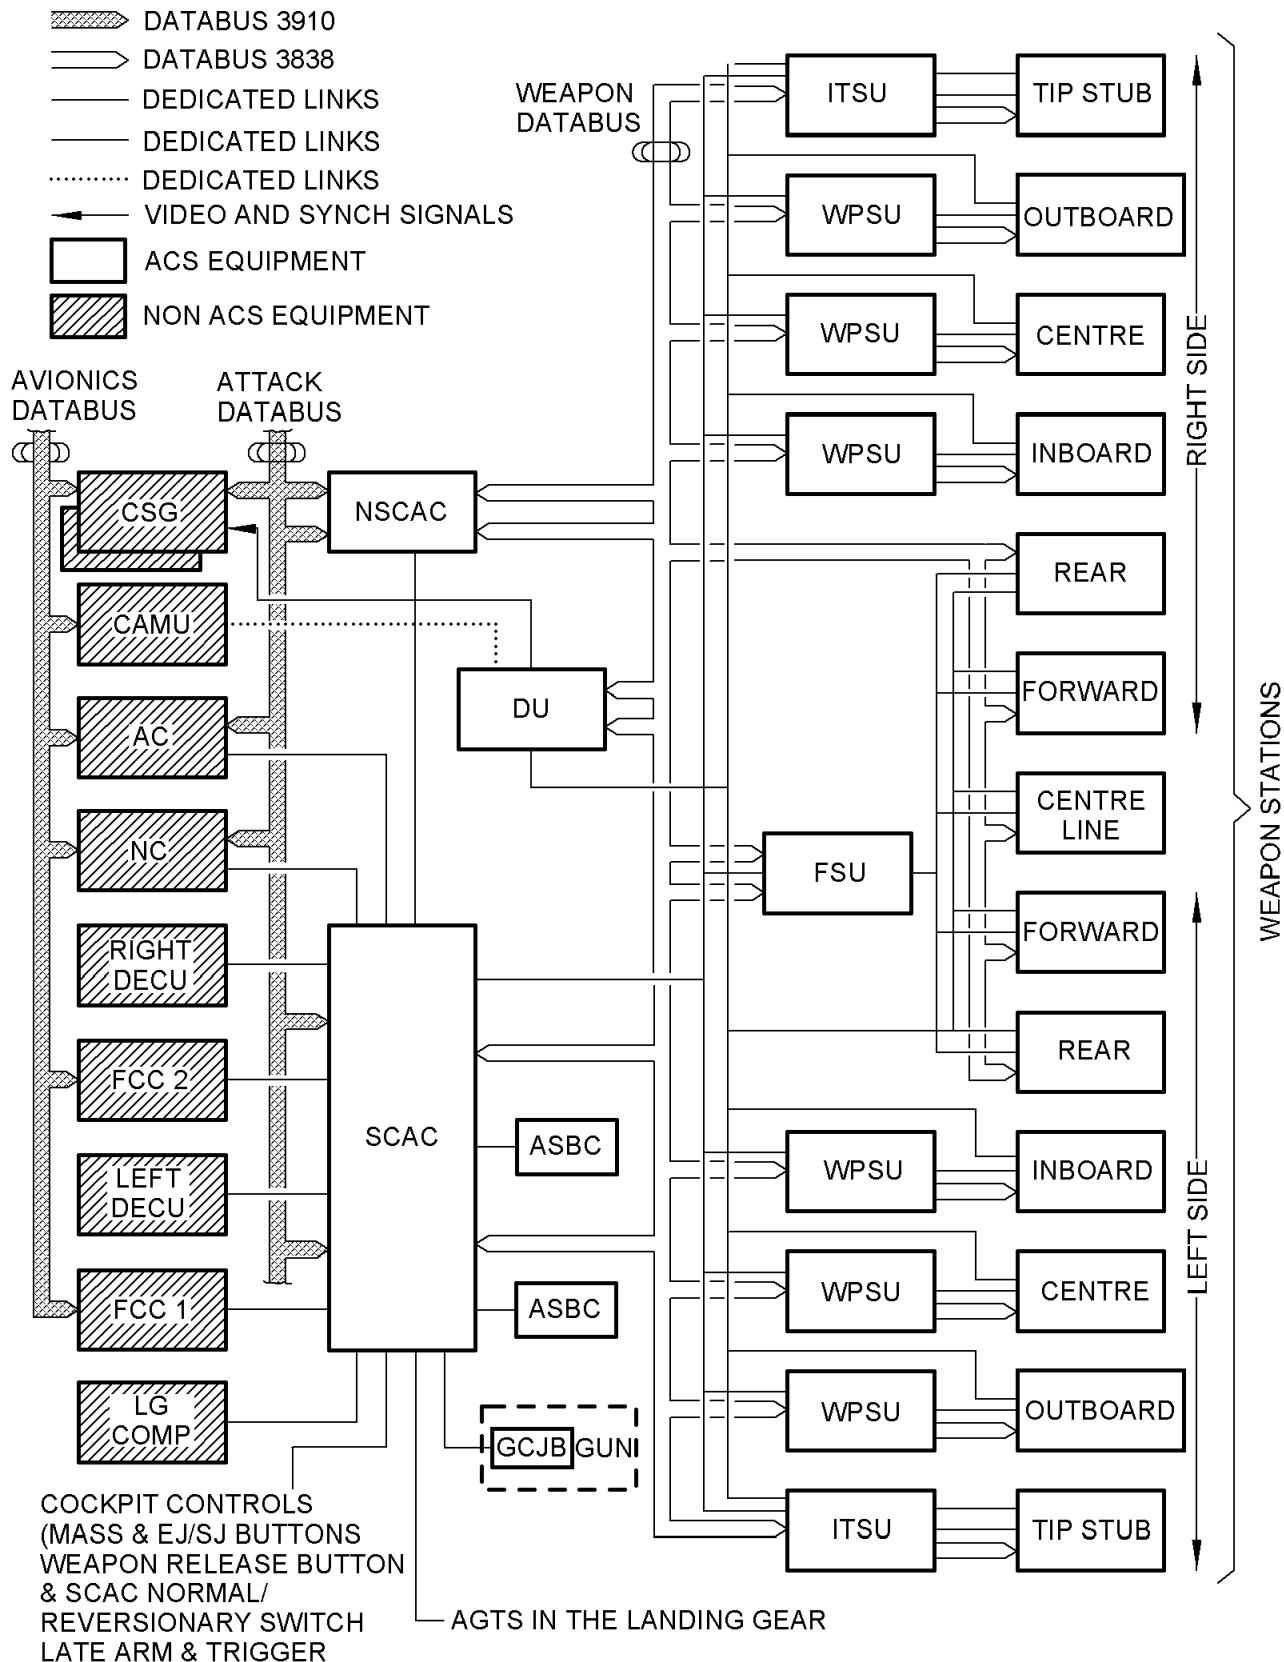 DATABUS 3910
DATABUS 3838
DEDICATED LINKS
DEDICATED LINKS
DEDICATED LINKS
VIDEO AND SYNCH SIGNALS
ACS EQUIPMENT
NON ACS EQUIPMENT
AVIONICS
DATABUS
ATTACK
DATABUS
WEAPON
DATABUS
CSG
CAMU
AC
NC
RIGHT
DECU
FCC 2
LEFT
DECU
FCC 1
LG
COMP
NSCAC
DU
SCAC
ASBC
ASBC
GCJB GUN
COCKPIT CONTROLS
(MASS & EJ/SJ BUTTONS
WEAPON RELEASE BUTTON
& SCAC NORMAL/
REVERSIONARY SWITCH
LATE ARM & TRIGGER
AGTS IN THE LANDING GEAR
ITSU
WPSU
WPSU
WPSU
FSU
WPSU
WPSU
WPSU
ITSU
TIP STUB
OUTBOARD
CENTRE
INBOARD
REAR
FORWARD
CENTRE
LINE
FORWARD
REAR
INBOARD
CENTRE
OUTBOARD
TIP STUB
RIGHT SIDE
LEFT SIDE
WEAPON STATIONS